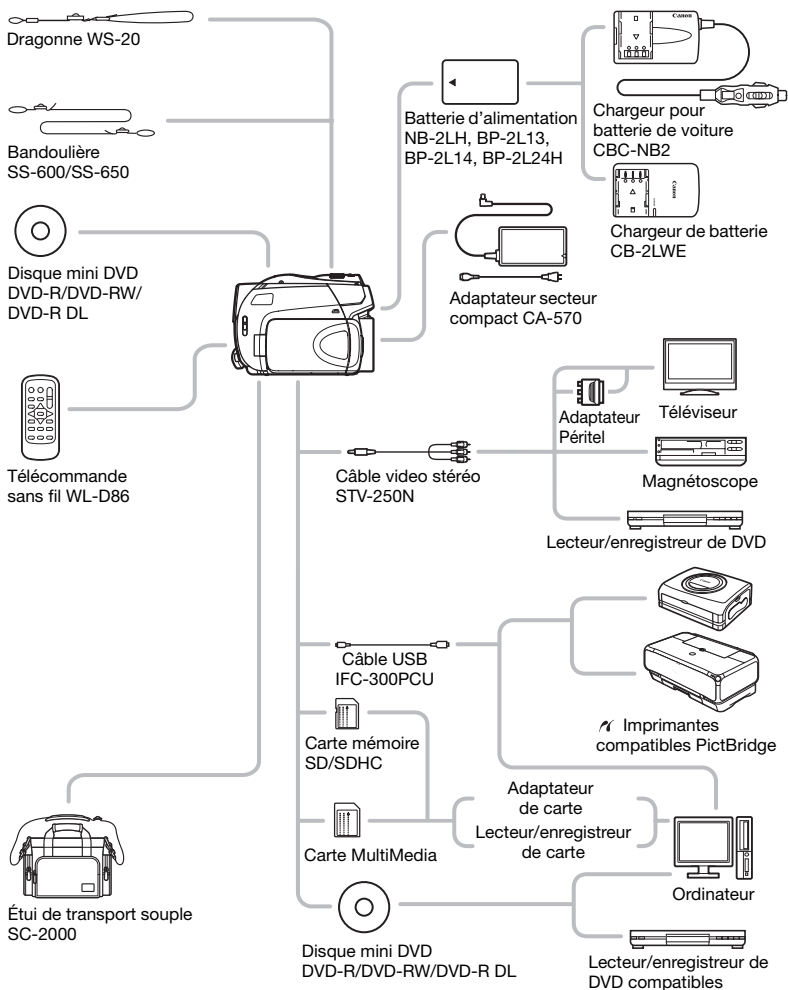 Dragonne WS-20
Bandoulière
SS-600/SS-650
Disque mini DVD
DVD-R/DVD-RW/
DVD-R DL
Télécommande
sans fil WL-D86
Étui de transport souple
SC-2000
Batterie d'alimentation
NB-2LH, BP-2L13,
BP-2L14, BP-2L24H
Canon
Chargeur pour
batterie de voiture
CBC-NB2
Canon
Chargeur de batterie
CB-2LWE
Adaptateur secteur
compact CA-570
Câble video stéréo
STV-250N
Adaptateur
Péritel
Téléviseur
Magnétoscope
Lecteur/enregistreur de DVD
Câble USB
IFC-300PCU
Imprimantes
compatibles PictBridge
Carte mémoire
SD/SDHC
Carte MultiMedia
Adaptateur
de carte
Lecteur/enregistreur
de carte
Ordinateur
Disque mini DVD
DVD-R/DVD-RW/DVD-R DL
Lecteur/enregistreur de
DVD compatibles